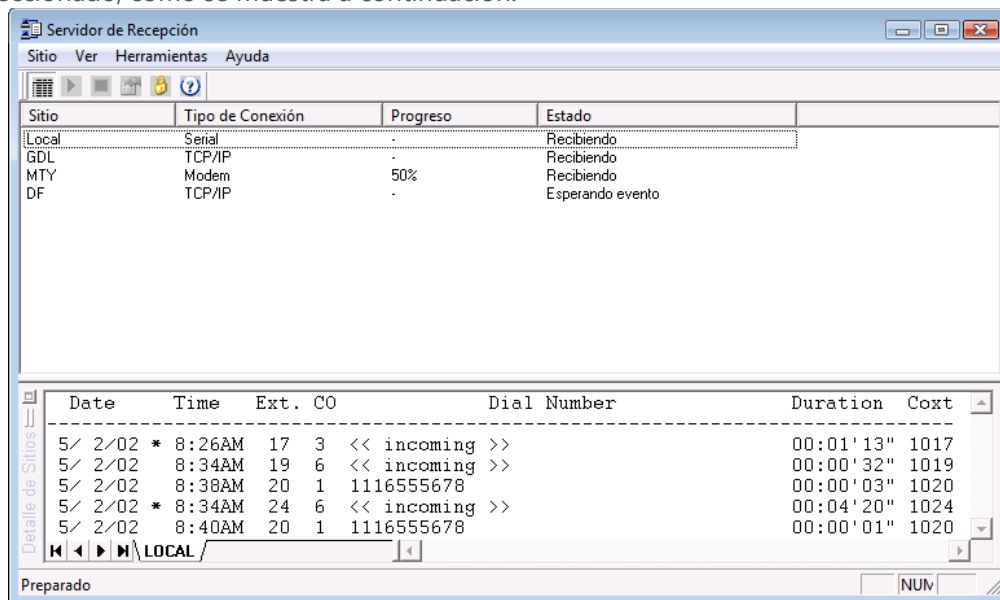 como se muestra a continuación.
Servidor de Recepción
Sitio Ver Herramientas Ayuda
Sitio Tipo de Conexión Progreso Estado
Local Serial - Recibiendo
GDL TCP/IP - Recibiendo
MTY Modem 50% Recibiendo
DF TCP/IP - Esperando evento
Detalle de Sitios
Date Time Ext. CO Dial Number Duration Coxt
-----------------------------------------------------------------------------
5/ 2/02 * 8:26AM 17 3 << incoming >> 00:01'13" 1017
5/ 2/02 8:34AM 19 6 << incoming >> 00:00'32" 1019
5/ 2/02 8:38AM 20 1 1116555678 00:00'03" 1020
5/ 2/02 * 8:34AM 24 6 << incoming >> 00:04'20" 1024
5/ 2/02 8:40AM 20 1 1116555678 00:00'01" 1020
LOCAL
Preparado NUM